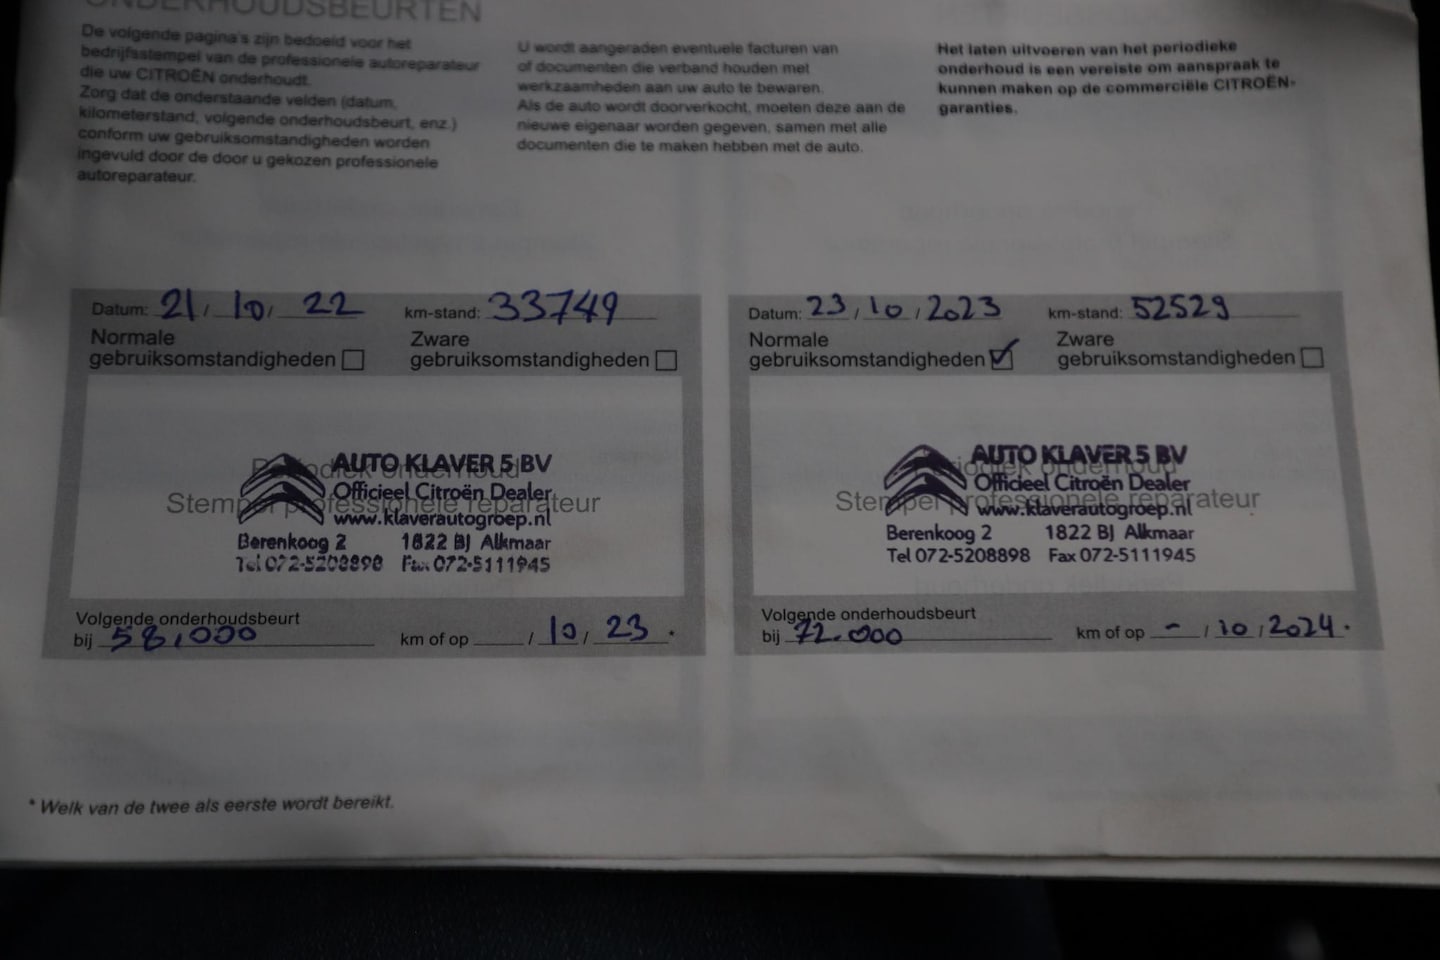 ONDERHOUDSBEURTEN
De volgende pagina's zijn bedoeld voor het
bedrijfsstempel van de professionele autoreparateur
die uw CITROËN onderhoudt.
Zorg dat de onderstaande velden (datum,
kilometerstand, volgende onderhoudsbeurt, enz.)
conform uw gebruiksomstandigheden worden
ingevuld door de door u gekozen professionele
autoreparateur.
U wordt aangeraden eventuele facturen van
of documenten die verband houden met
werkzaamheden aan uw auto te bewaren.
Als de auto wordt doorverkocht, moeten deze aan de
nieuwe eigenaar worden gegeven, samen met alle
documenten die te maken hebben met de auto.
Het laten uitvoeren van het periodieke
onderhoud is een vereiste om aanspraak te
kunnen maken op de commerciële CITROËN-
garanties.
Datum: 21 / 10 / 22 km-stand: 33749
Normale Zware
gebruiksomstandigheden gebruiksomstandigheden
Periodiek onderhoud
Stempel professionele reparateur
AUTO KLAVER 5 BV
Officieel Citroën Dealer
www.klaverautogroep.nl
Berenkoog 2 1822 BJ Alkmaar
Tel 072-5208898 Fax 072-5111945
Volgende onderhoudsbeurt
bij 58.000 km of op / 10 / 23 *
Datum: 23 / 10 / 2023 km-stand: 52529
Normale Zware
gebruiksomstandigheden gebruiksomstandigheden
Periodiek onderhoud
Stempel professionele reparateur
AUTO KLAVER 5 BV
Officieel Citroën Dealer
www.klaverautogroep.nl
Berenkoog 2 1822 BJ Alkmaar
Tel 072-5208898 Fax 072-5111945
Volgende onderhoudsbeurt
bij 72.000 km of op - / 10 / 2024 *
* Welk van de twee als eerste wordt bereikt.